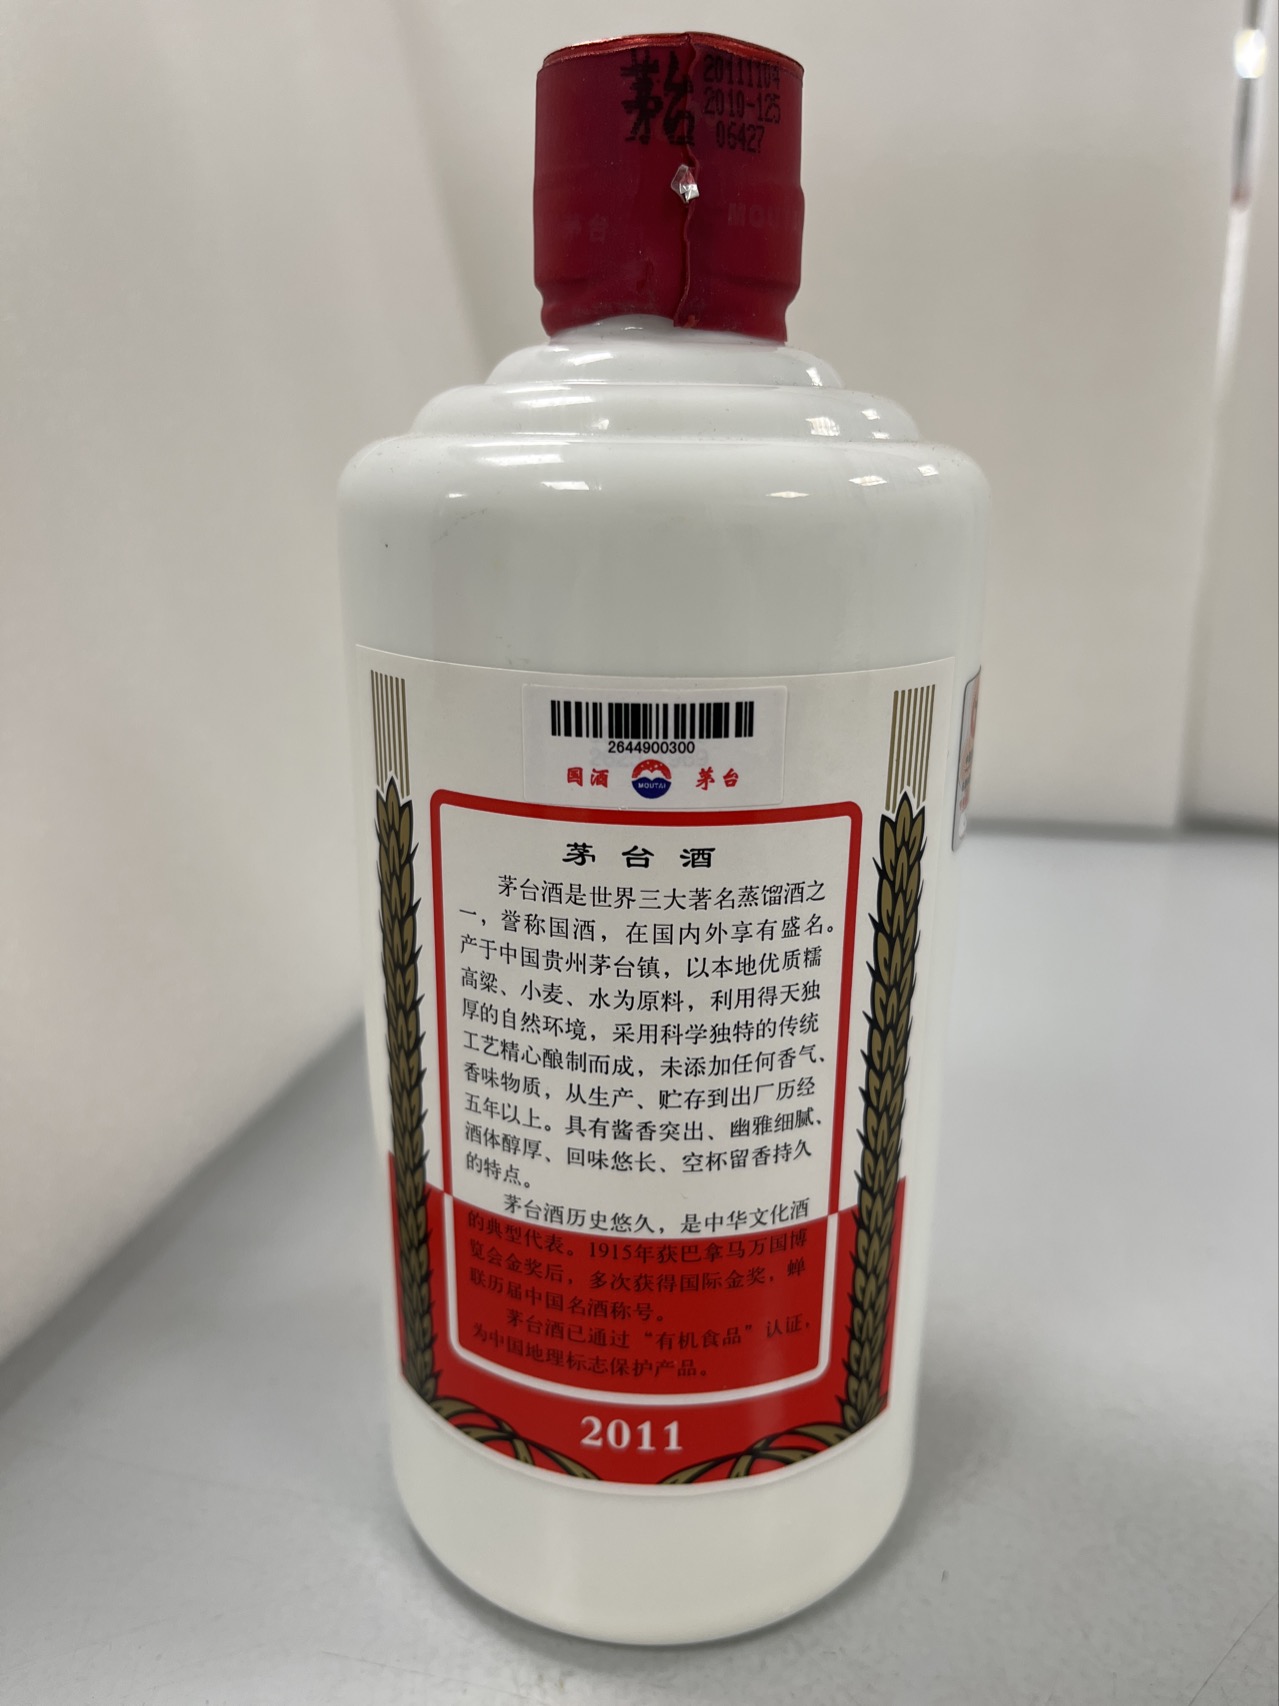 茅台
20111104
2010-125
06427
茅台
MOUTAI
2644900300
国酒 MOUTAI 茅台
茅台酒
茅台酒是世界三大著名蒸馏酒之
一，誉称国酒，在国内外享有盛名。
产于中国贵州茅台镇，以本地优质糯
高粱、小麦、水为原料，利用得天独
厚的自然环境，采用科学独特的传统
工艺精心酿制而成，未添加任何香气、
香味物质，从生产、贮存到出厂历经
五年以上。具有酱香突出、幽雅细腻、
酒体醇厚、回味悠长、空杯留香持久
的特点。
茅台酒历史悠久，是中华文化酒
的典型代表。1915年获巴拿马万国博
览会金奖后，多次获得国际金奖，蝉
联历届中国名酒称号。
茅台酒已通过“有机食品”认证，
为中国地理标志保护产品。
2011